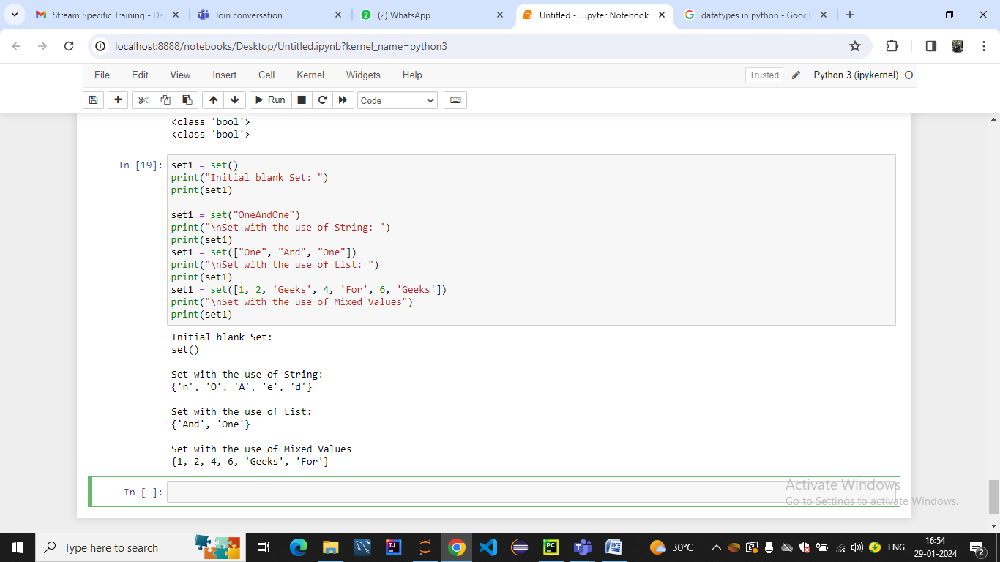 Stream Specific Training - Da
Join conversation
(2) WhatsApp
Untitled - Jupyter Notebook
datatypes in python - Googl
localhost:8888/notebooks/Desktop/Untitled.ipynb?kernel_name=python3
File Edit View Insert Cell Kernel Widgets Help
Trusted
Python 3 (ipykernel)
Run
Code
<class 'bool'>
<class 'bool'>
In [19]:
set1 = set()
print("Initial blank Set: ")
print(set1)
set1 = set("OneAndOne")
print("\nSet with the use of String: ")
print(set1)
set1 = set(["One", "And", "One"])
print("\nSet with the use of List: ")
print(set1)
set1 = set([1, 2, 'Geeks', 4, 'For', 6, 'Geeks'])
print("\nSet with the use of Mixed Values")
print(set1)
Initial blank Set:
set()
Set with the use of String:
{'n', 'O', 'A', 'e', 'd'}
Set with the use of List:
{'And', 'One'}
Set with the use of Mixed Values
{1, 2, 4, 6, 'Geeks', 'For'}
In [ ]:
Activate Windows
Go to Settings to activate Windows.
Type here to search
30°C
ENG
16:54
29-01-2024
2